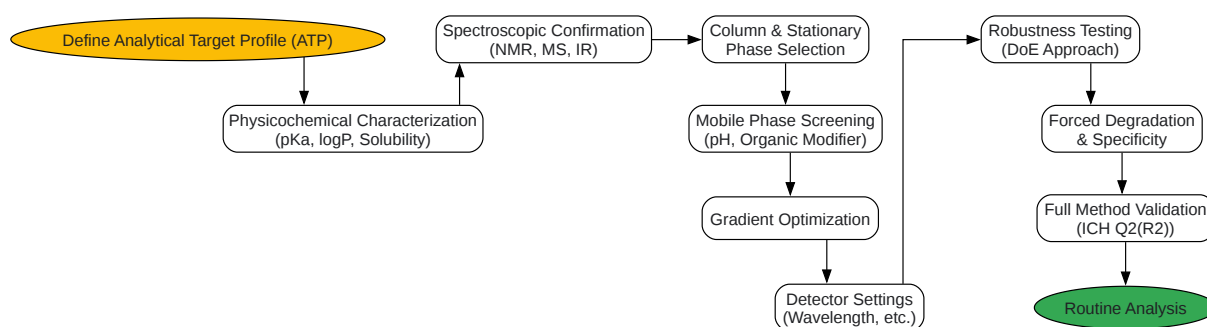 Define Analytical Target Profile (ATP)
Physicochemical Characterization
(pKa, logP, Solubility)
Spectroscopic Confirmation
(NMR, MS, IR)
Column & Stationary
Phase Selection
Mobile Phase Screening
(pH, Organic Modifier)
Gradient Optimization
Detector Settings
(Wavelength, etc.)
Robustness Testing
(DoE Approach)
Forced Degradation
& Specificity
Full Method Validation
(ICH Q2(R2))
Routine Analysis